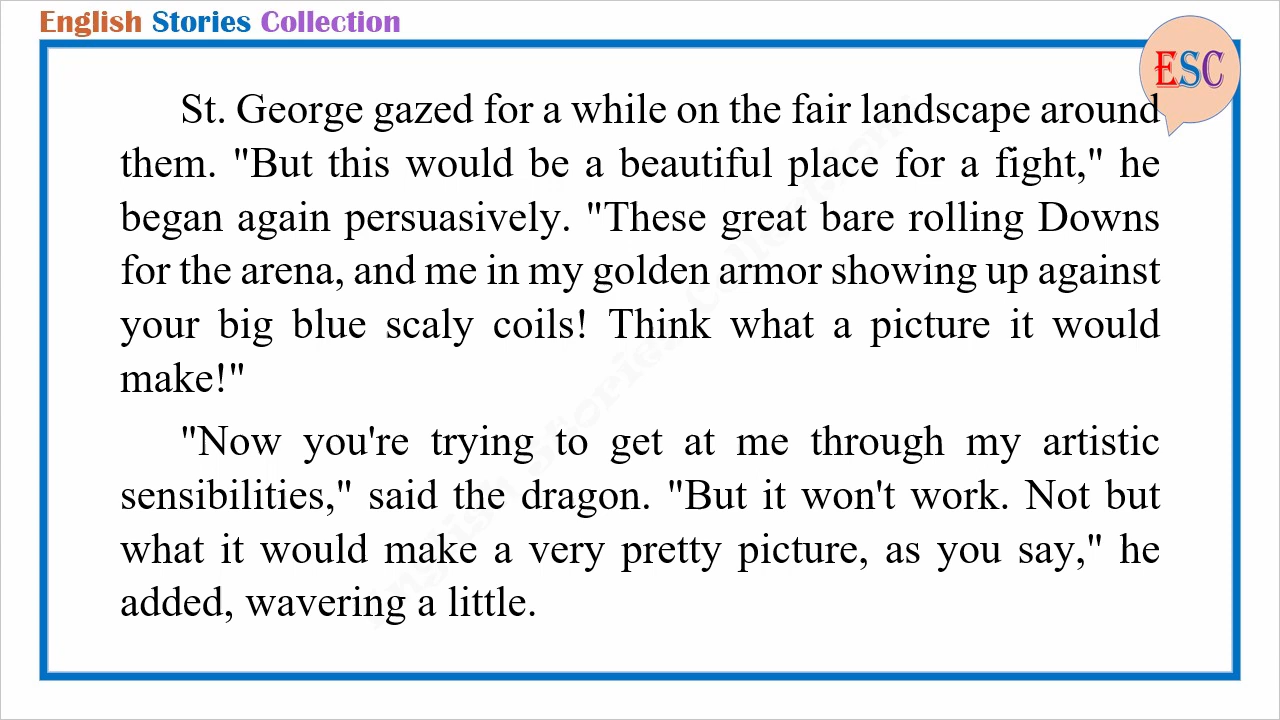 English Stories Collection
ESC
St. George gazed for a while on the fair landscape around
them. "But this would be a beautiful place for a fight," he
began again persuasively. "These great bare rolling Downs
for the arena, and me in my golden armor showing up against
your big blue scaly coils! Think what a picture it would
make!"
"Now you're trying to get at me through my artistic
sensibilities," said the dragon. "But it won't work. Not but
what it would make a very pretty picture, as you say," he
added, wavering a little.
English Stories Collection